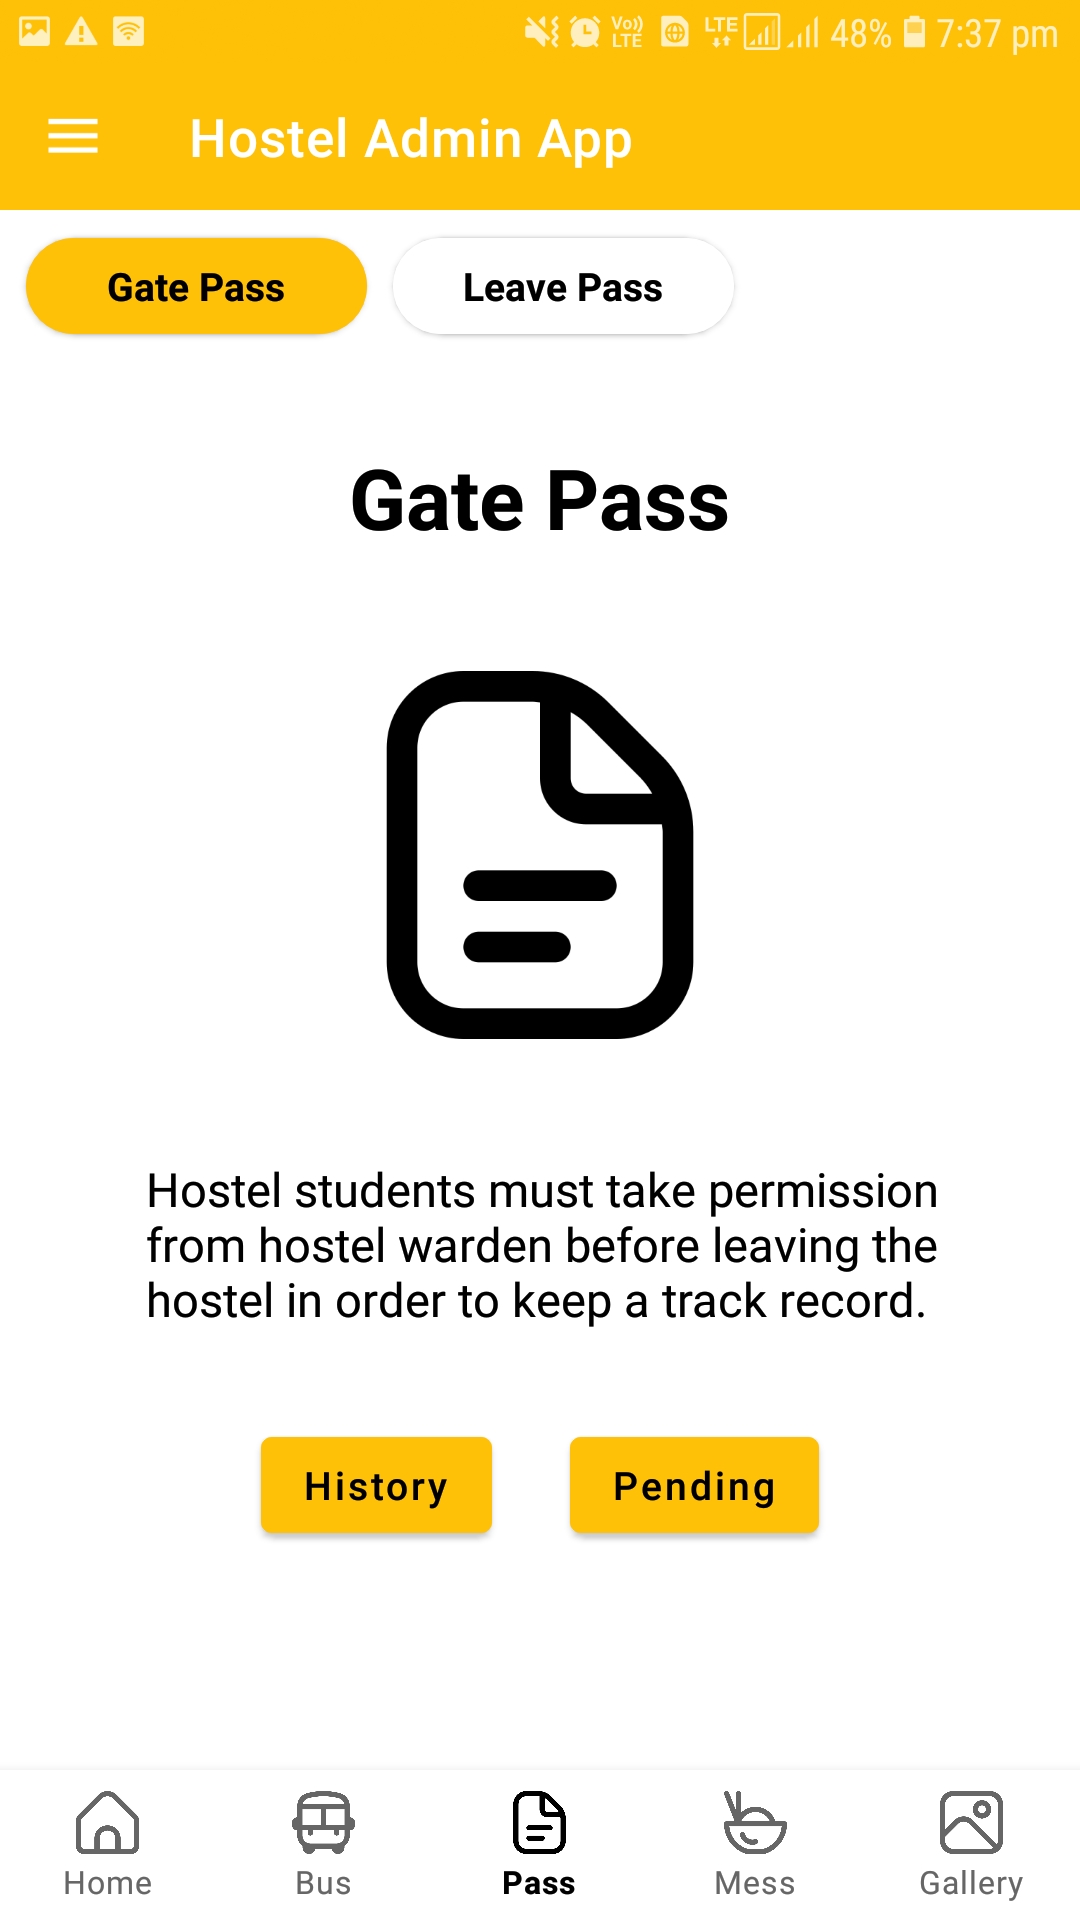 Vo)) LTE LTE 48% 7:37 pm
Hostel Admin App
Gate Pass Leave Pass
Gate Pass
Hostel students must take permission
from hostel warden before leaving the
hostel in order to keep a track record.
History Pending
Home Bus Pass Mess Gallery